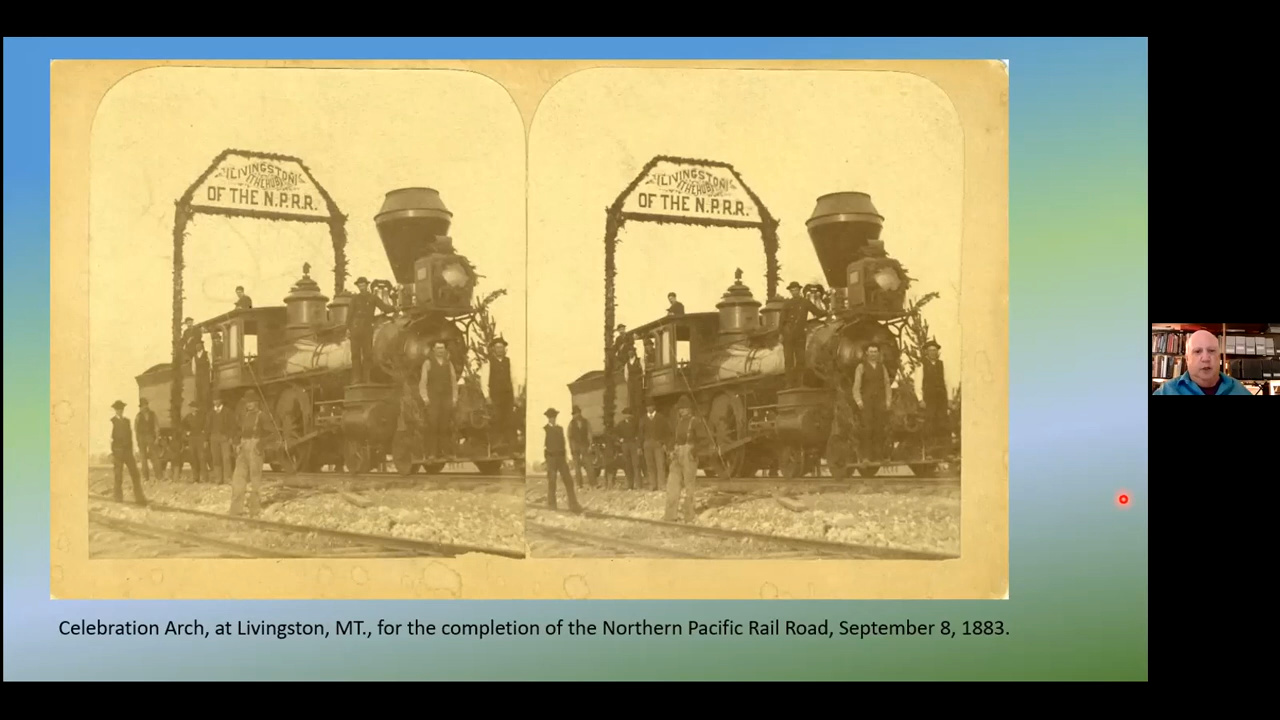 LIVINGSTON
THE HUB
OF THE N.P.R.R.
LIVINGSTON
THE HUB
OF THE N.P.R.R.
Celebration Arch, at Livingston, MT., for the completion of the Northern Pacific Rail Road, September 8, 1883.